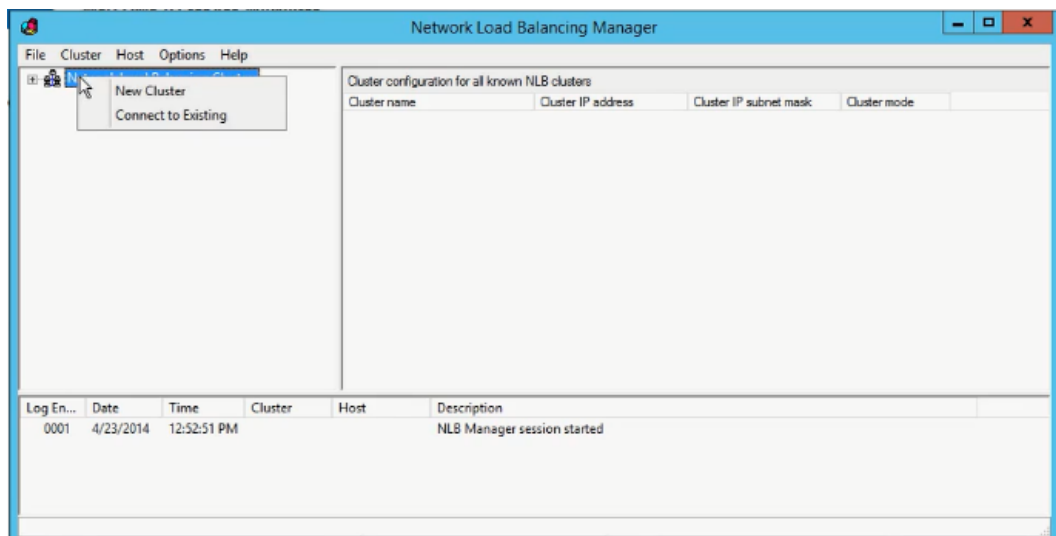 Network Load Balancing Manager
File Cluster Host Options Help
New Cluster
Connect to Existing
Cluster configuration for all known NLB clusters
Cluster name Cluster IP address Cluster IP subnet mask Cluster mode
Log En... Date Time Cluster Host Description
0001 4/23/2014 12:52:51 PM NLB Manager session started